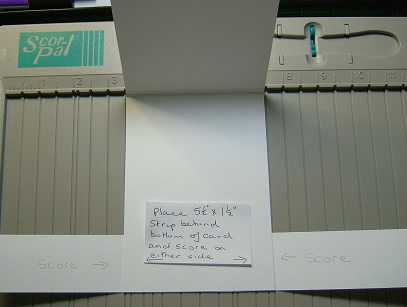 Scor-
Pal
1 2 3
8 9 10 11
Place 5½" x 1½"
Strip behind
bottom of card
and score on
either side
Score →
← Score